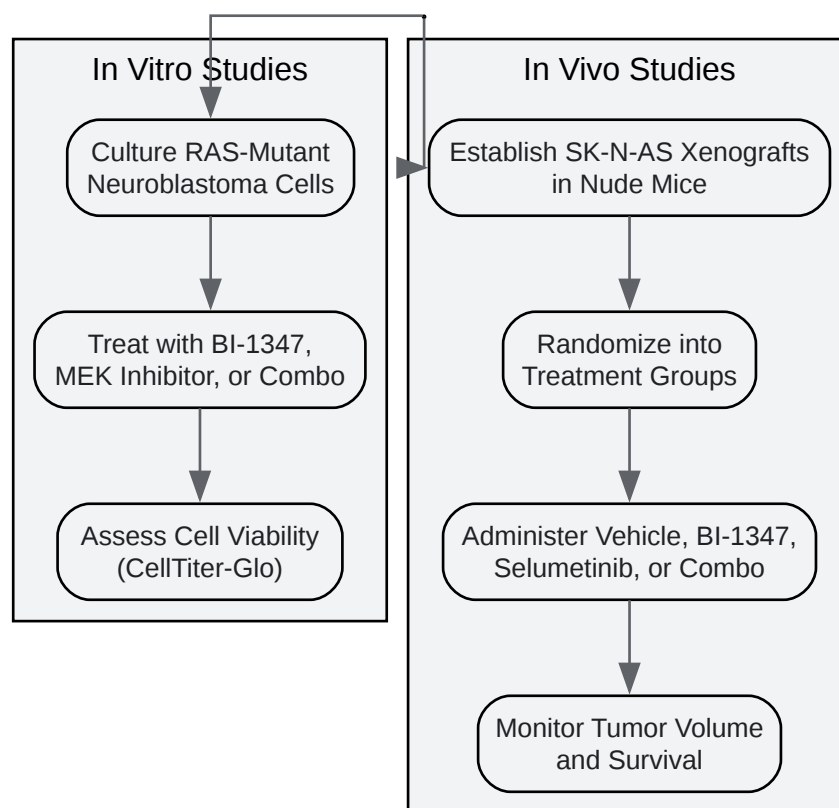 In Vitro Studies
Culture RAS-Mutant
Neuroblastoma Cells
Treat with BI-1347,
MEK Inhibitor, or Combo
Assess Cell Viability
(CellTiter-Glo)
In Vivo Studies
Establish SK-N-AS Xenografts
in Nude Mice
Randomize into
Treatment Groups
Administer Vehicle, BI-1347,
Selumetinib, or Combo
Monitor Tumor Volume
and Survival